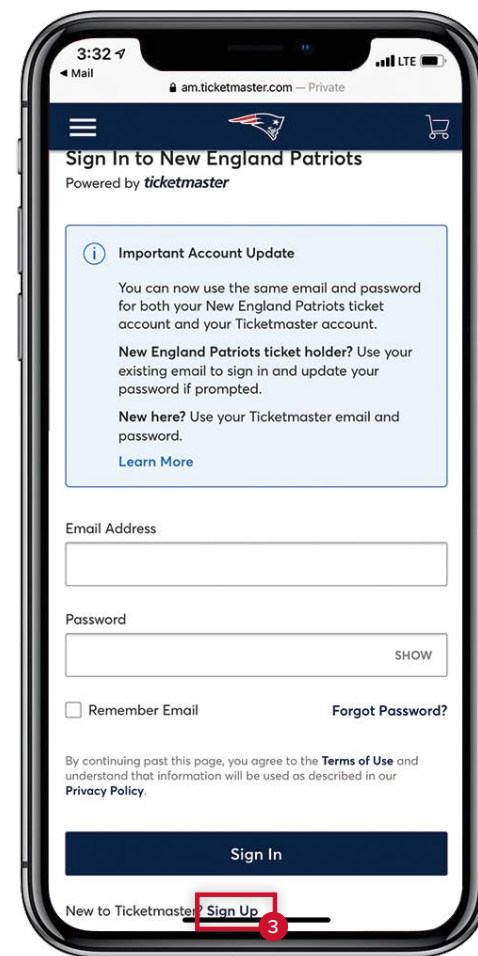 3:32
LTE
◀ Mail
am.ticketmaster.com — Private
Sign In to New England Patriots
Powered by ticketmaster
Important Account Update
You can now use the same email and password
for both your New England Patriots ticket
account and your Ticketmaster account.
New England Patriots ticket holder? Use your
existing email to sign in and update your
password if prompted.
New here? Use your Ticketmaster email and
password.
Learn More
Email Address
Password
SHOW
Remember Email Forgot Password?
By continuing past this page, you agree to the Terms of Use and
understand that information will be used as described in our
Privacy Policy.
Sign In
New to Ticketmaster? Sign Up
3